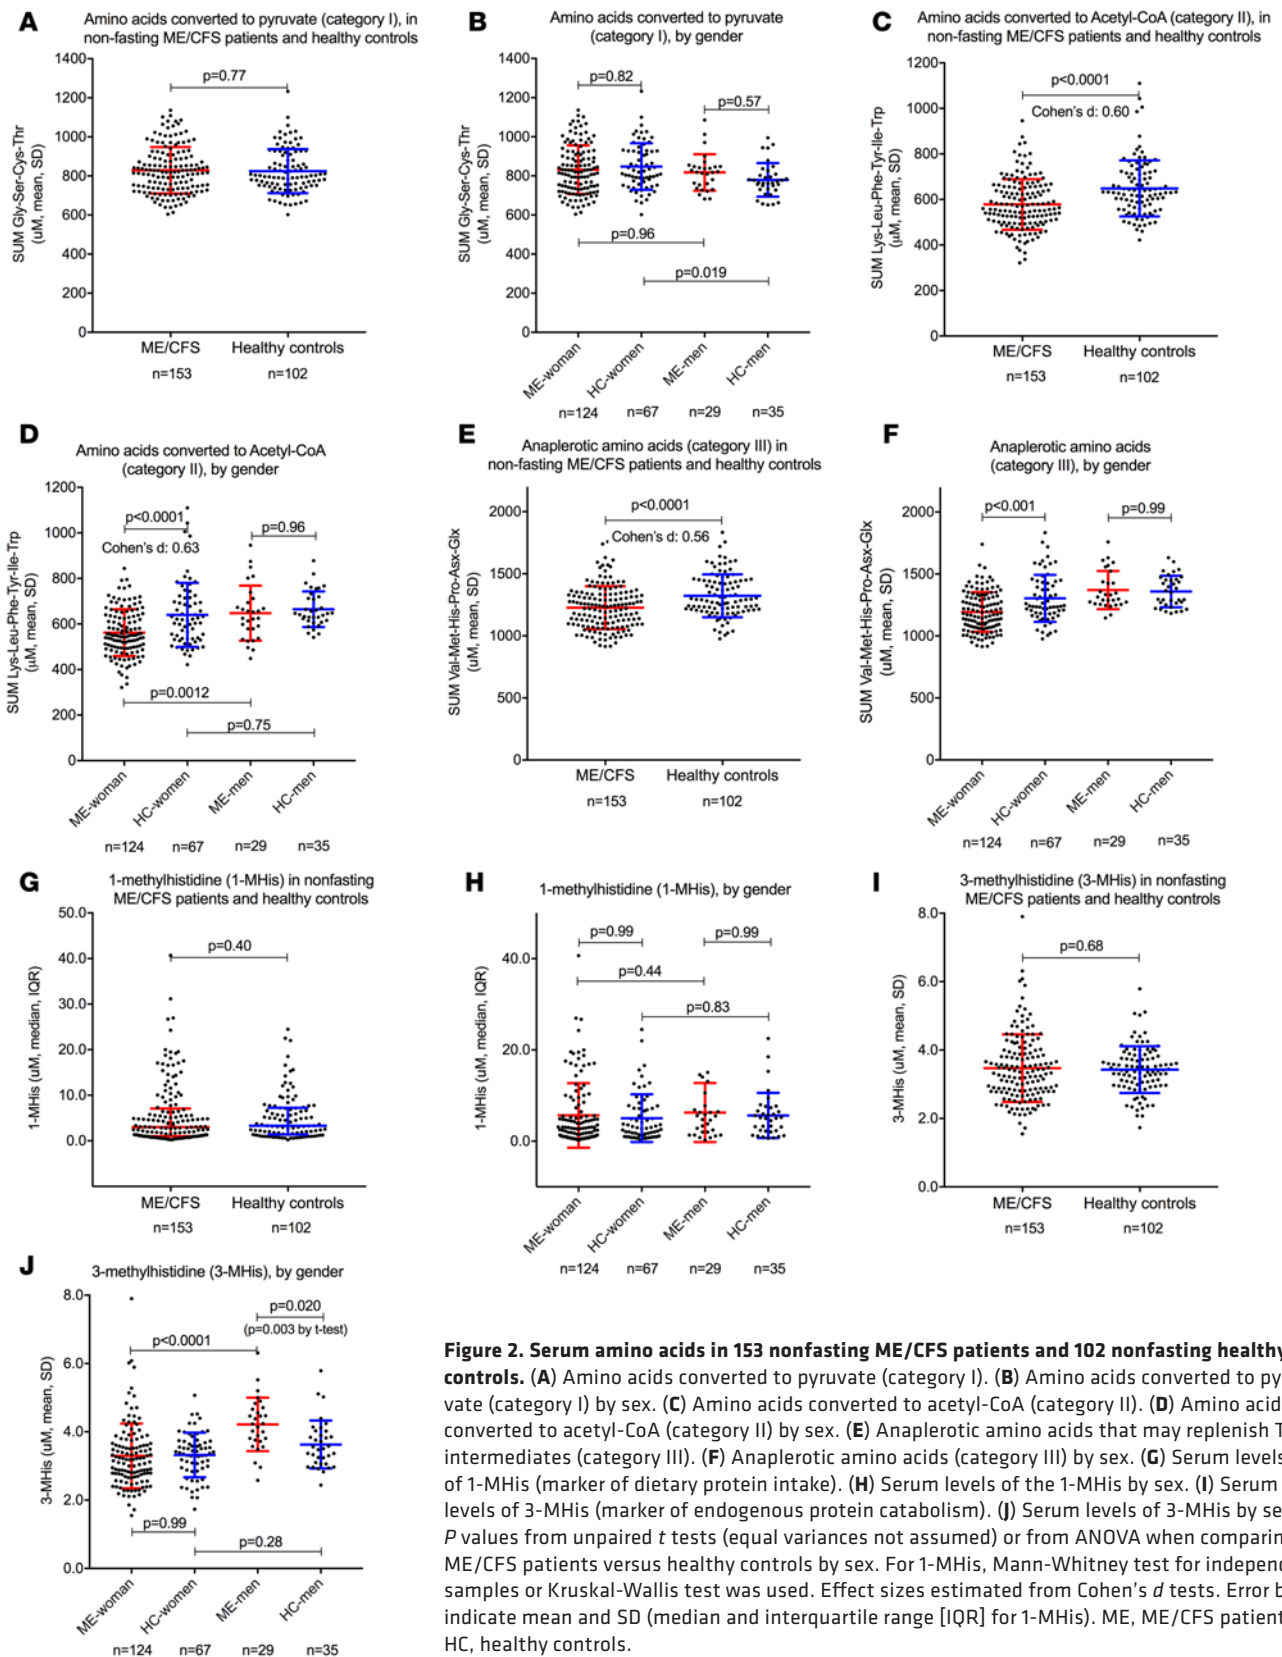 A
Amino acids converted to pyruvate (category I), in
non-fasting ME/CFS patients and healthy controls
SUM Gly-Ser-Cys-Thr
(uM, mean, SD)
1400
1200
1000
800
600
400
200
0
p=0.77
ME/CFS
Healthy controls
n=153
n=102
B
Amino acids converted to pyruvate
(category I), by gender
SUM Gly-Ser-Cys-Thr
(uM, mean, SD)
1400
1200
1000
800
600
400
200
0
p=0.82
p=0.57
p=0.96
p=0.019
ME-woman
HC-women
ME-men
HC-men
n=124
n=67
n=29
n=35
C
Amino acids converted to Acetyl-CoA (category II), in
non-fasting ME/CFS patients and healthy controls
SUM Lys-Leu-Phe-Tyr-Ile-Trp
(μM, mean, SD)
1200
1000
800
600
400
200
0
p<0.0001
Cohen's d: 0.60
ME/CFS
Healthy controls
n=153
n=102
D
Amino acids converted to Acetyl-CoA
(category II), by gender
SUM Lys-Leu-Phe-Tyr-Ile-Trp
(μM, mean, SD)
1200
1000
800
600
400
200
0
p<0.0001
Cohen's d: 0.63
p=0.96
p=0.0012
p=0.75
ME-woman
HC-women
ME-men
HC-men
n=124
n=67
n=29
n=35
E
Anaplerotic amino acids (category III) in
non-fasting ME/CFS patients and healthy controls
SUM Val-Met-His-Pro-Asx-Glx
(uM, mean, SD)
2000
1500
1000
500
0
p<0.0001
Cohen's d: 0.56
ME/CFS
Healthy controls
n=153
n=102
F
Anaplerotic amino acids
(category III), by gender
SUM Val-Met-His-Pro-Asx-Glx
(uM, mean, SD)
2000
1500
1000
500
0
p<0.001
p=0.99
ME-woman
HC-women
ME-men
HC-men
n=124
n=67
n=29
n=35
G
1-methylhistidine (1-MHis) in nonfasting
ME/CFS patients and healthy controls
1-MHis (uM, median, IQR)
50.0
40.0
30.0
20.0
10.0
0.0
p=0.40
ME/CFS
Healthy controls
n=153
n=102
H
1-methylhistidine (1-MHis), by gender
1-MHis (uM, median, IQR)
40.0
20.0
0.0
p=0.99
p=0.99
p=0.44
p=0.83
ME-woman
HC-women
ME-men
HC-men
n=124
n=67
n=29
n=35
I
3-methylhistidine (3-MHis) in nonfasting
ME/CFS patients and healthy controls
3-MHis (uM, mean, SD)
8.0
6.0
4.0
2.0
0.0
p=0.68
ME/CFS
Healthy controls
n=153
n=102
J
3-methylhistidine (3-MHis), by gender
3-MHis (uM, mean, SD)
8.0
6.0
4.0
2.0
0.0
p=0.020
(p=0.003 by t-test)
p<0.0001
p=0.99
p=0.28
ME-woman
HC-women
ME-men
HC-men
n=124
n=67
n=29
n=35
Figure 2. Serum amino acids in 153 nonfasting ME/CFS patients and 102 nonfasting healthy
controls. (A) Amino acids converted to pyruvate (category I). (B) Amino acids converted to py
vate (category I) by sex. (C) Amino acids converted to acetyl-CoA (category II). (D) Amino acid
converted to acetyl-CoA (category II) by sex. (E) Anaplerotic amino acids that may replenish T
intermediates (category III). (F) Anaplerotic amino acids (category III) by sex. (G) Serum levels
of 1-MHis (marker of dietary protein intake). (H) Serum levels of the 1-MHis by sex. (I) Serum
levels of 3-MHis (marker of endogenous protein catabolism). (J) Serum levels of 3-MHis by se
P values from unpaired t tests (equal variances not assumed) or from ANOVA when comparin
ME/CFS patients versus healthy controls by sex. For 1-MHis, Mann-Whitney test for independ
samples or Kruskal-Wallis test was used. Effect sizes estimated from Cohen's d tests. Error b
indicate mean and SD (median and interquartile range [IQR] for 1-MHis). ME, ME/CFS patient
HC, healthy controls.